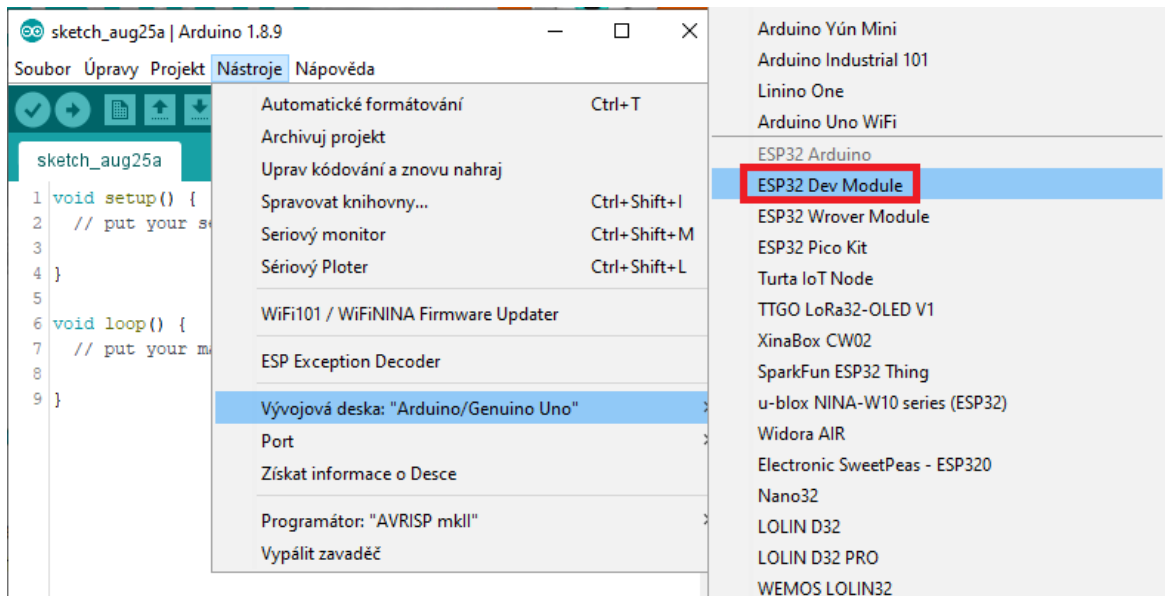 sketch_aug25a | Arduino 1.8.9
Soubor Úpravy Projekt Nástroje Nápověda
sketch_aug25a
1 void setup() {
2 // put your s
3
4 }
5
6 void loop() {
7 // put your m
8
9 }
Automatické formátování Ctrl+T
Archivuj projekt
Uprav kódování a znovu nahraj
Spravovat knihovny... Ctrl+Shift+I
Seriový monitor Ctrl+Shift+M
Sériový Ploter Ctrl+Shift+L
WiFi101 / WiFiNINA Firmware Updater
ESP Exception Decoder
Vývojová deska: "Arduino/Genuino Uno"
Port
Získat informace o Desce
Programátor: "AVRISP mkII"
Vypálit zavaděč
Arduino Yún Mini
Arduino Industrial 101
Linino One
Arduino Uno WiFi
ESP32 Arduino
ESP32 Dev Module
ESP32 Wrover Module
ESP32 Pico Kit
Turta IoT Node
TTGO LoRa32-OLED V1
XinaBox CW02
SparkFun ESP32 Thing
u-blox NINA-W10 series (ESP32)
Widora AIR
Electronic SweetPeas - ESP320
Nano32
LOLIN D32
LOLIN D32 PRO
WEMOS LOLIN32